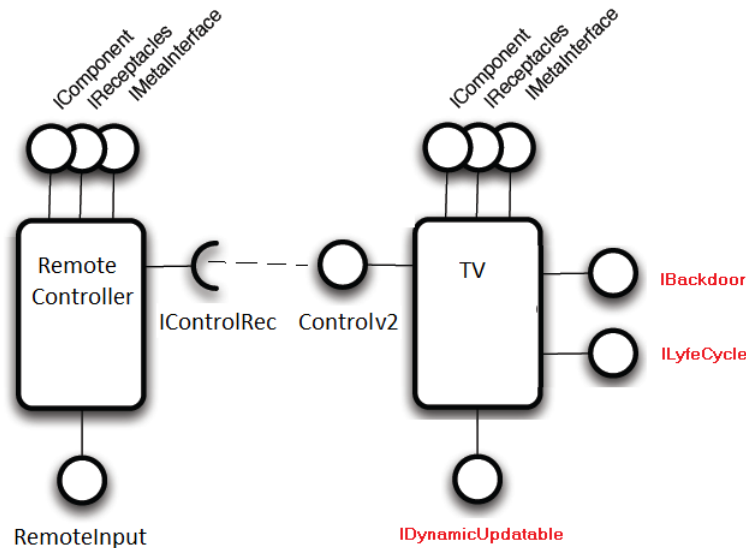 IComponent
IReceptacles
IMetaInterface
IComponent
IReceptacles
IMetaInterface
Remote
Controller
TV
IControlRec
Controlv2
IBackdoor
ILyfeCycle
RemoteInput
IDynamicUpdatable